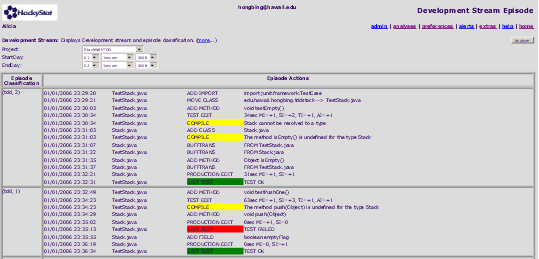 HackyStat
hongbing@hawaii.edu
Development Stream Episode
Alicia
admin | analyses | preferences | alerts | extras | help | home
Development Stream: Displays Development stream and episode classification. (more...)
Project:
StartDay: 01 January 2006
EndDay: 02 January 2006
Episode Classification Episode Actions
(tdd, 2) 01/01/2006 23:29:20 TestStack.java ADD IMPORT import junit.framework.TestCase
01/01/2006 23:29:21 TestStack.java MOVE CLASS edu.hawaii.hongbing.tddstack --> TestStack.java
01/01/2006 23:30:03 TestStack.java ADD METHOD void testEmpty()
01/01/2006 23:30:54 TestStack.java TEST EDIT 34sec MI=+1, SI=+2, TI=+1, AI=+1
01/01/2006 23:30:54 TestStack.java COMPILE Stack cannot be resolved to a type
01/01/2006 23:31:03 Stack.java ADD CLASS Stack.java
01/01/2006 23:31:03 TestStack.java COMPILE The method isEmpty() is undefined for the type Stack
01/01/2006 23:31:07 Stack.java BUFFTRANS FROM TestStack.java
01/01/2006 23:31:22 TestStack.java BUFFTRANS FROM Stack.java
01/01/2006 23:31:35 Stack.java ADD METHOD Object isEmpty()
01/01/2006 23:31:37 Stack.java BUFFTRANS FROM TestStack.java
01/01/2006 23:32:21 Stack.java PRODUCTION EDIT 31sec MI=+1, SI=+1
01/01/2006 23:32:31 TestStack.java UNIT TEST TEST OK
(tdd, 1) 01/01/2006 23:32:49 TestStack.java ADD METHOD void testPushOne()
01/01/2006 23:34:23 TestStack.java TEST EDIT 63sec MI=+1, SI=+3, TI=+1, AI=+1
01/01/2006 23:34:23 TestStack.java COMPILE The method push(Object) is undefined for the type Stack
01/01/2006 23:34:29 Stack.java ADD METHOD void push(Object)
01/01/2006 23:35:02 Stack.java PRODUCTION EDIT 0sec MI=+1, SI=0
01/01/2006 23:35:13 TestStack.java UNIT TEST TEST FAILED
01/01/2006 23:35:55 Stack.java ADD FIELD boolean emptyFlag
01/01/2006 23:36:19 Stack.java PRODUCTION EDIT 0sec MI=0, SI=+1
01/01/2006 23:36:34 TestStack.java UNIT TEST TEST OK